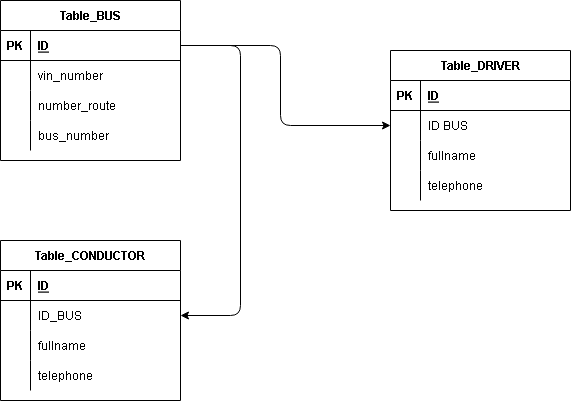 Table_BUS
PK ID
vin_number
number_route
bus_number
Table_DRIVER
PK ID
ID BUS
fullname
telephone
Table_CONDUCTOR
PK ID
ID_BUS
fullname
telephone